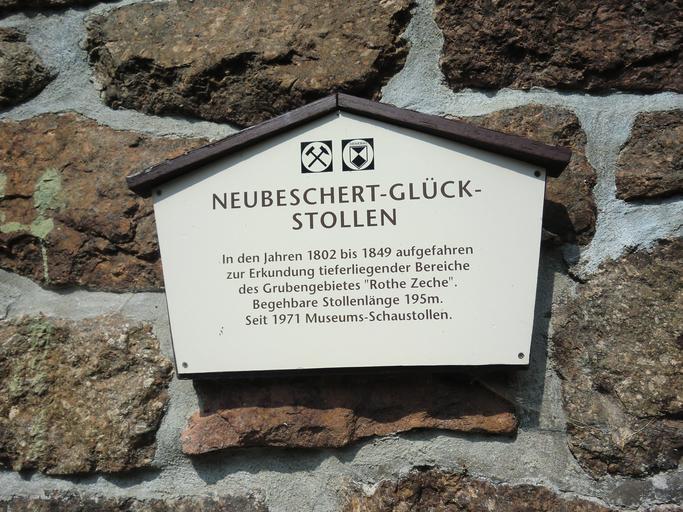 NEUBESCHERT-GLÜCK-
STOLLEN
In den Jahren 1802 bis 1849 aufgefahren
zur Erkundung tieferliegender Bereiche
des Grubengebietes "Rothe Zeche".
Begehbare Stollenlänge 195m.
Seit 1971 Museums-Schaustollen.